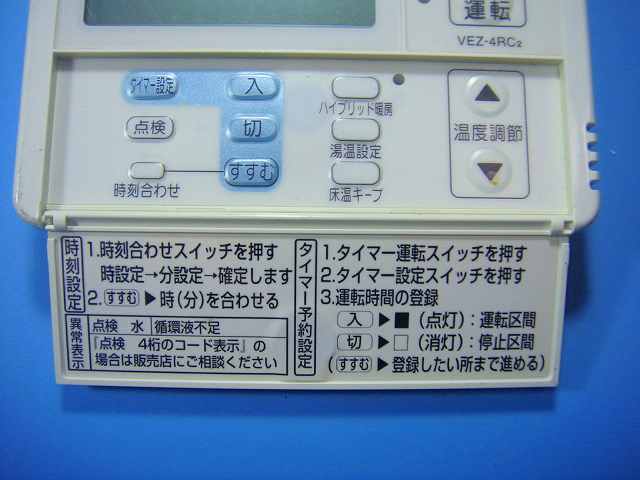 運転
VEZ-4RC₂
タイマー設定
入
ハイブリッド暖房
点検
切
湯温設定
温度調節
時刻合わせ
すすむ
床温キープ
時刻設定
1.時刻合わせスイッチを押す
時設定→分設定→確定します
2.すすむ▶時(分)を合わせる
異常表示
点検 水 循環液不足
『点検 4桁のコード表示』の
場合は販売店にご相談ください
タイマー予約設定
1.タイマー運転スイッチを押す
2.タイマー設定スイッチを押す
3.運転時間の登録
入▶■(点灯):運転区間
切▶□(消灯):停止区間
(すすむ▶登録したい所まで進める)